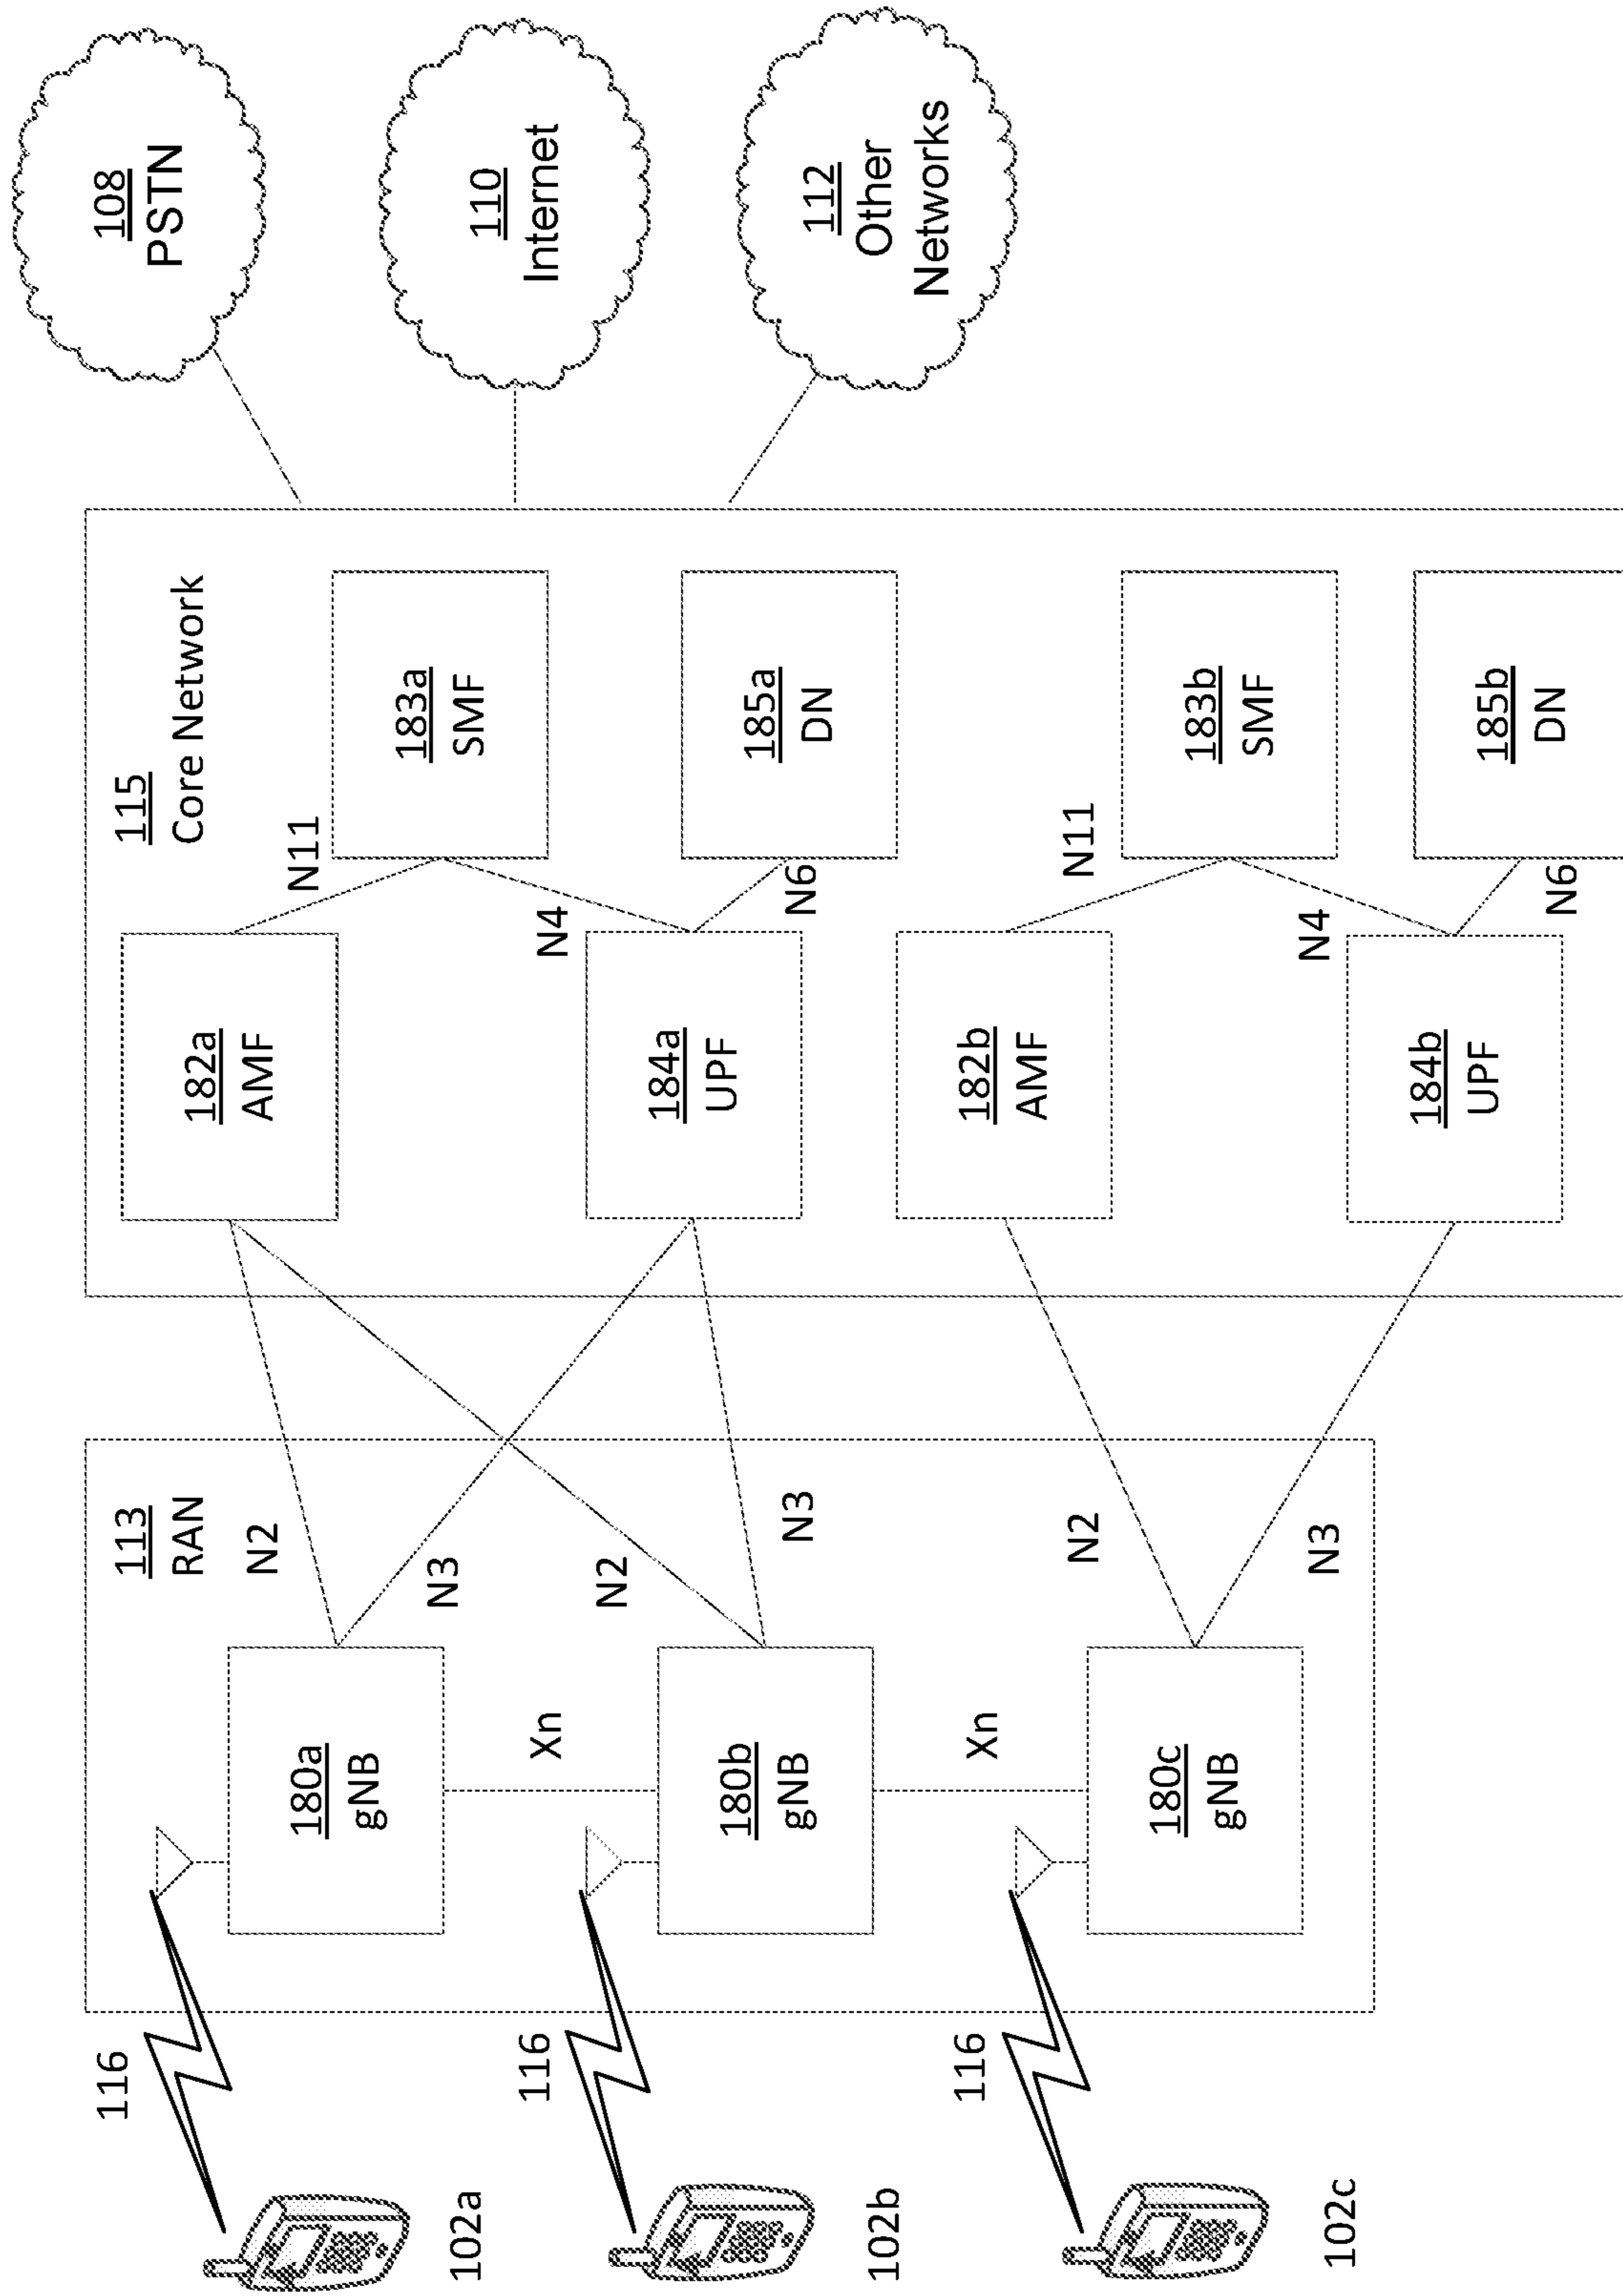 102a
102b
102c
116
116
116
113
RAN
180a
gNB
180b
gNB
180c
gNB
Xn
Xn
N2
N3
N2
N3
N2
N3
115
Core Network
182a
AMF
184a
UPF
182b
AMF
184b
UPF
N11
N4
N6
N11
N4
N6
183a
SMF
185a
DN
183b
SMF
185b
DN
108
PSTN
110
Internet
112
Other
Networks